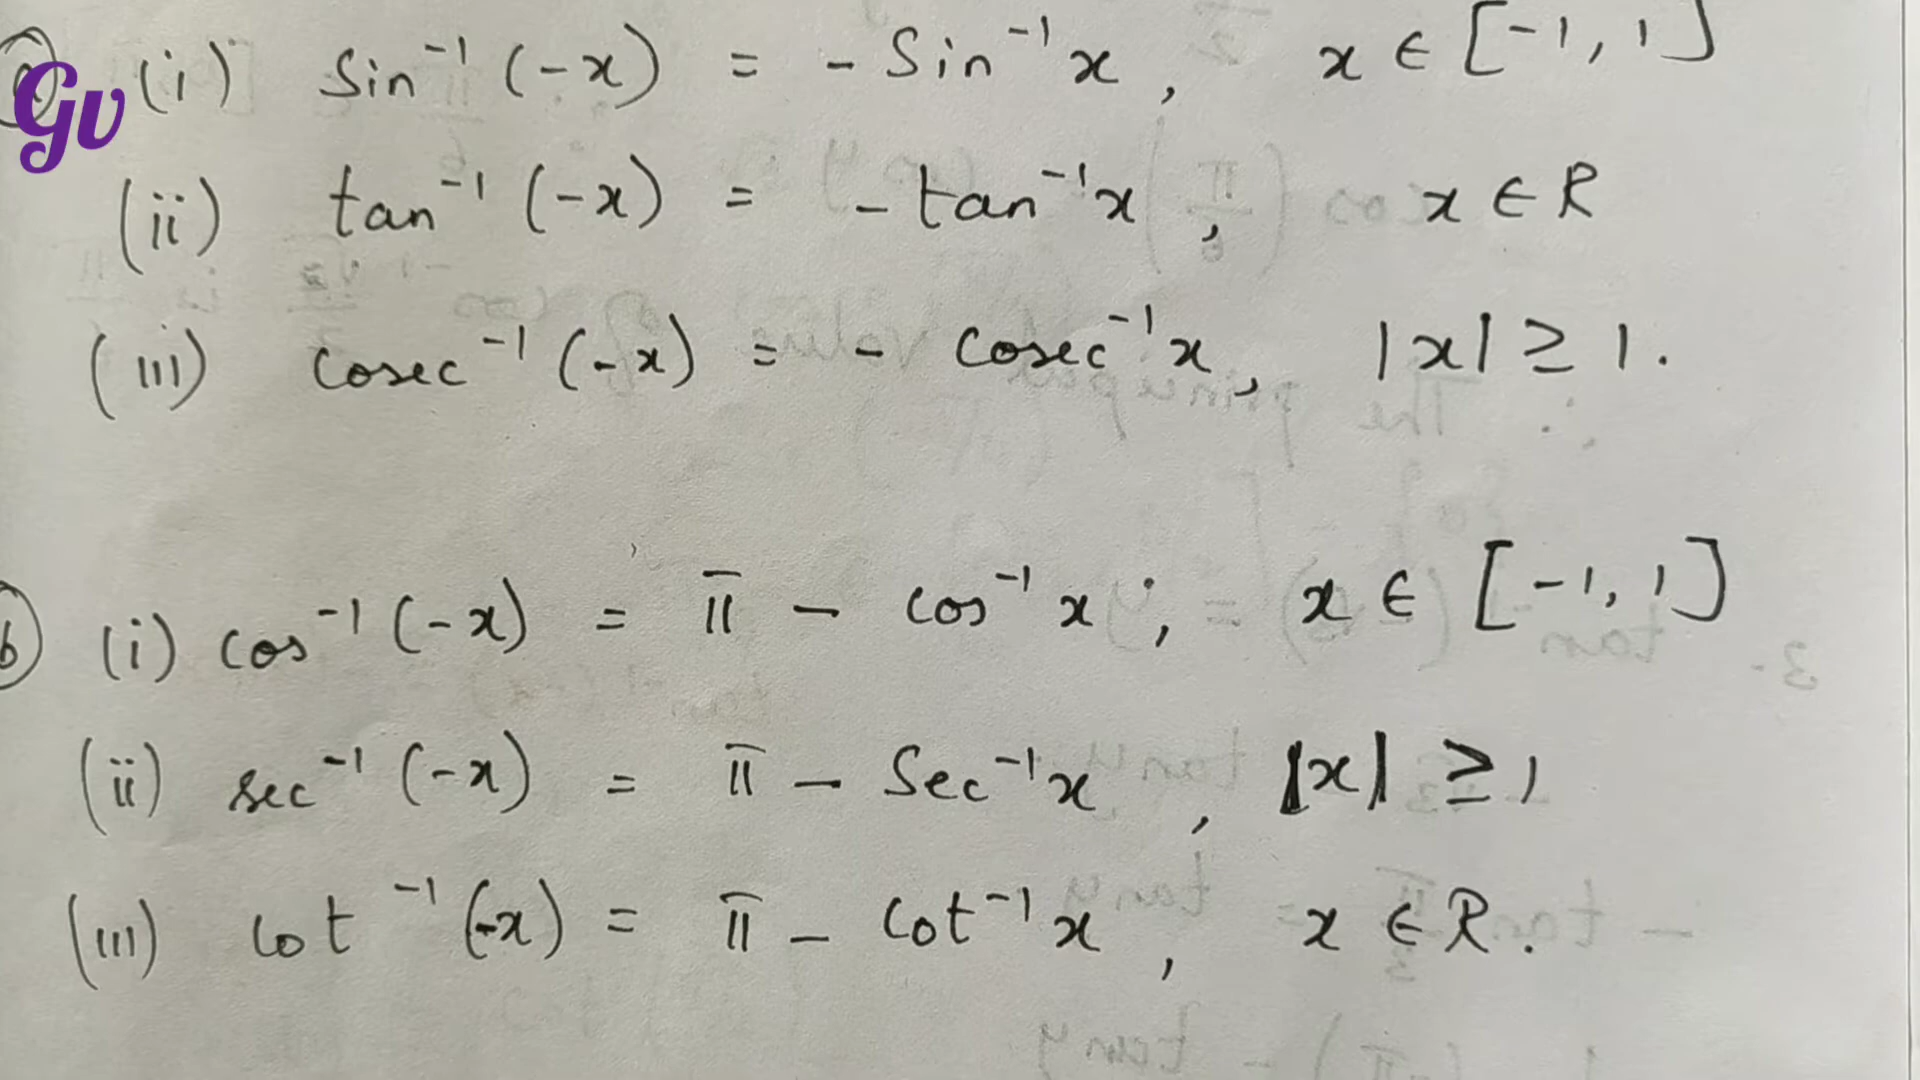 (i) Sin⁻¹(-x) = -Sin⁻¹x, x ∈ [-1, 1]
Gv
(ii) tan⁻¹(-x) = -tan⁻¹x, x ∈ R
(iii) Cosec⁻¹(-x) = - Cosec⁻¹x, |x| ≥ 1.
b (i) cos⁻¹(-x) = π - cos⁻¹x; x ∈ [-1, 1]
(ii) sec⁻¹(-x) = π - Sec⁻¹x, |x| ≥ 1
(iii) Cot⁻¹(-x) = π - Cot⁻¹x, x ∈ R.